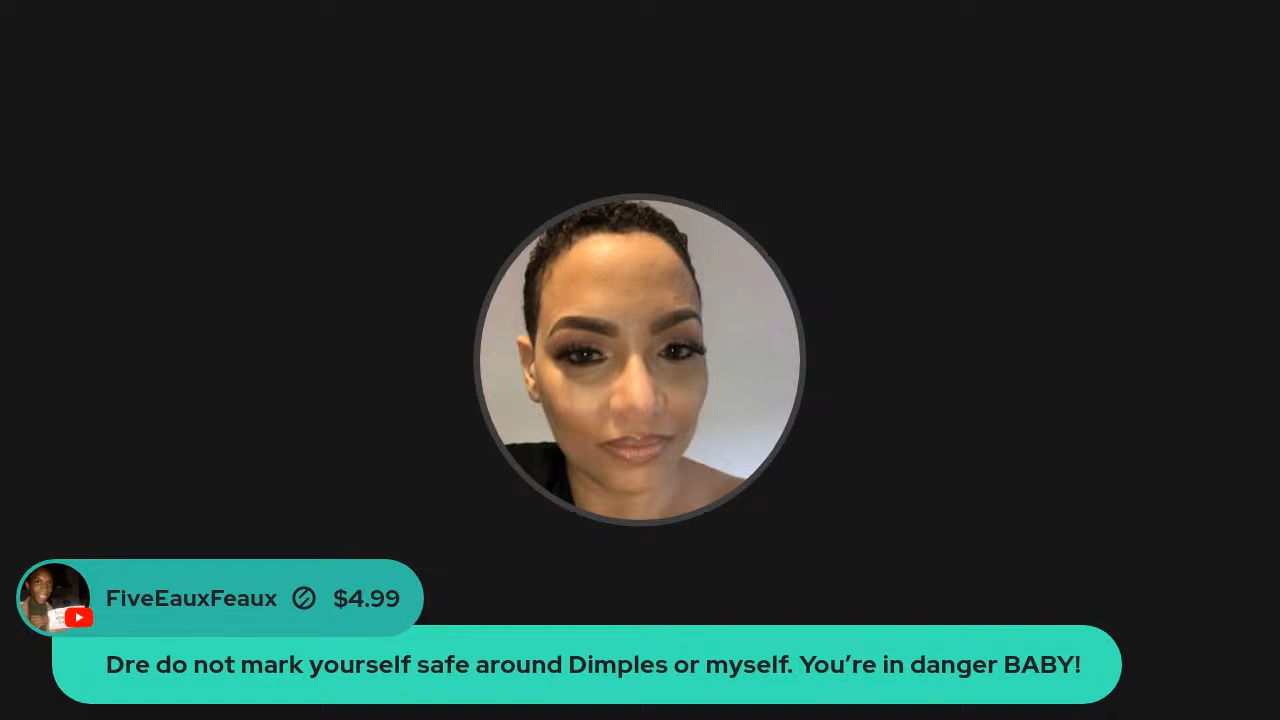 FiveEauxFeaux $4.99
Dre do not mark yourself safe around Dimples or myself. You’re in danger BABY!